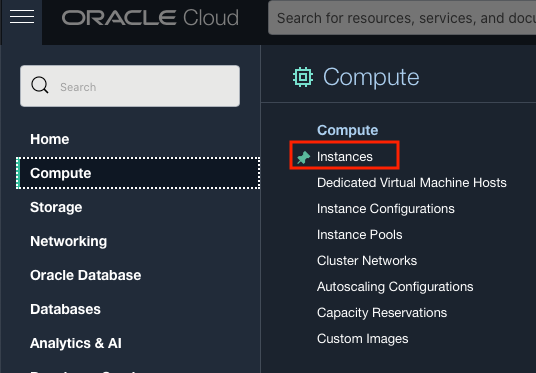 ORACLE Cloud
Search for resources, services, and docu
Search
Home
Compute
Storage
Networking
Oracle Database
Databases
Analytics & AI
Compute
Compute
Instances
Dedicated Virtual Machine Hosts
Instance Configurations
Instance Pools
Cluster Networks
Autoscaling Configurations
Capacity Reservations
Custom Images